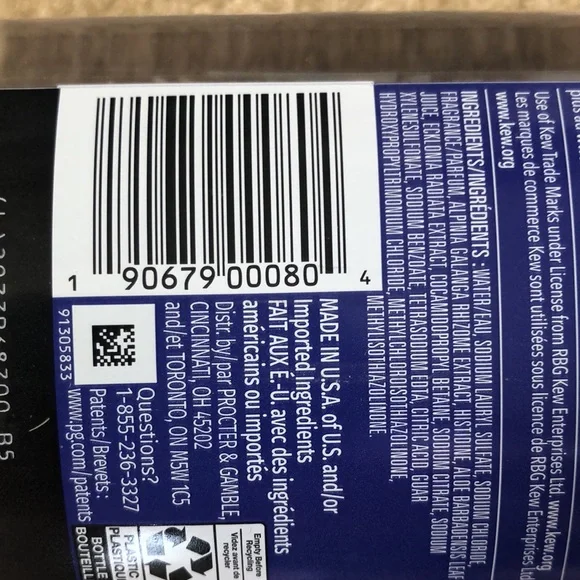 plus
Use of Kew Trade Marks under License from RBG Kew Enterprises Ltd. www.kew.org
Les marques de commerce Kew sont utilisées sous licence de RBG Kew Enterprises Ltd.
www.kew.org
INGREDIENTS/INGRÉDIENTS: WATER/EAU, SODIUM LAURYL SULFATE, SODIUM CHLORIDE,
FRAGRANCE/PARFUM, ALPINIA GALANGA RHIZOME EXTRACT, HISTIDINE, ALOE BARBADENSIS LEAF
JUICE, ECKLONIA RADIATA EXTRACT, COCAMIDOPROPYL BETAINE, SODIUM CITRATE, SODIUM
XYLENESULFONATE, SODIUM BENZOATE, TETRASODIUM EDTA, CITRIC ACID, GUAR
HYDROXYPROPYLTRIMONIUM CHLORIDE, METHYLCHLOROISOTHIAZOLINONE,
METHYLISOTHIAZOLINONE.
1 90679 00080 4
MADE IN U.S.A. of U.S. and/or
Imported Ingredients
FAIT AUX É.-U. avec des ingrédients
américains ou importés
Distr. by/par PROCTER & GAMBLE,
CINCINNATI, OH 45202
and/et TORONTO, ON M5W 1C5
Questions?
1-855-236-3327
Patents/Brevets:
www.pg.com/patents
91305833
Empty Before
Recycling
Videz avant de
recycler
PLASTIC
PLASTIQUE
BOTTLE
BOUTEILLE